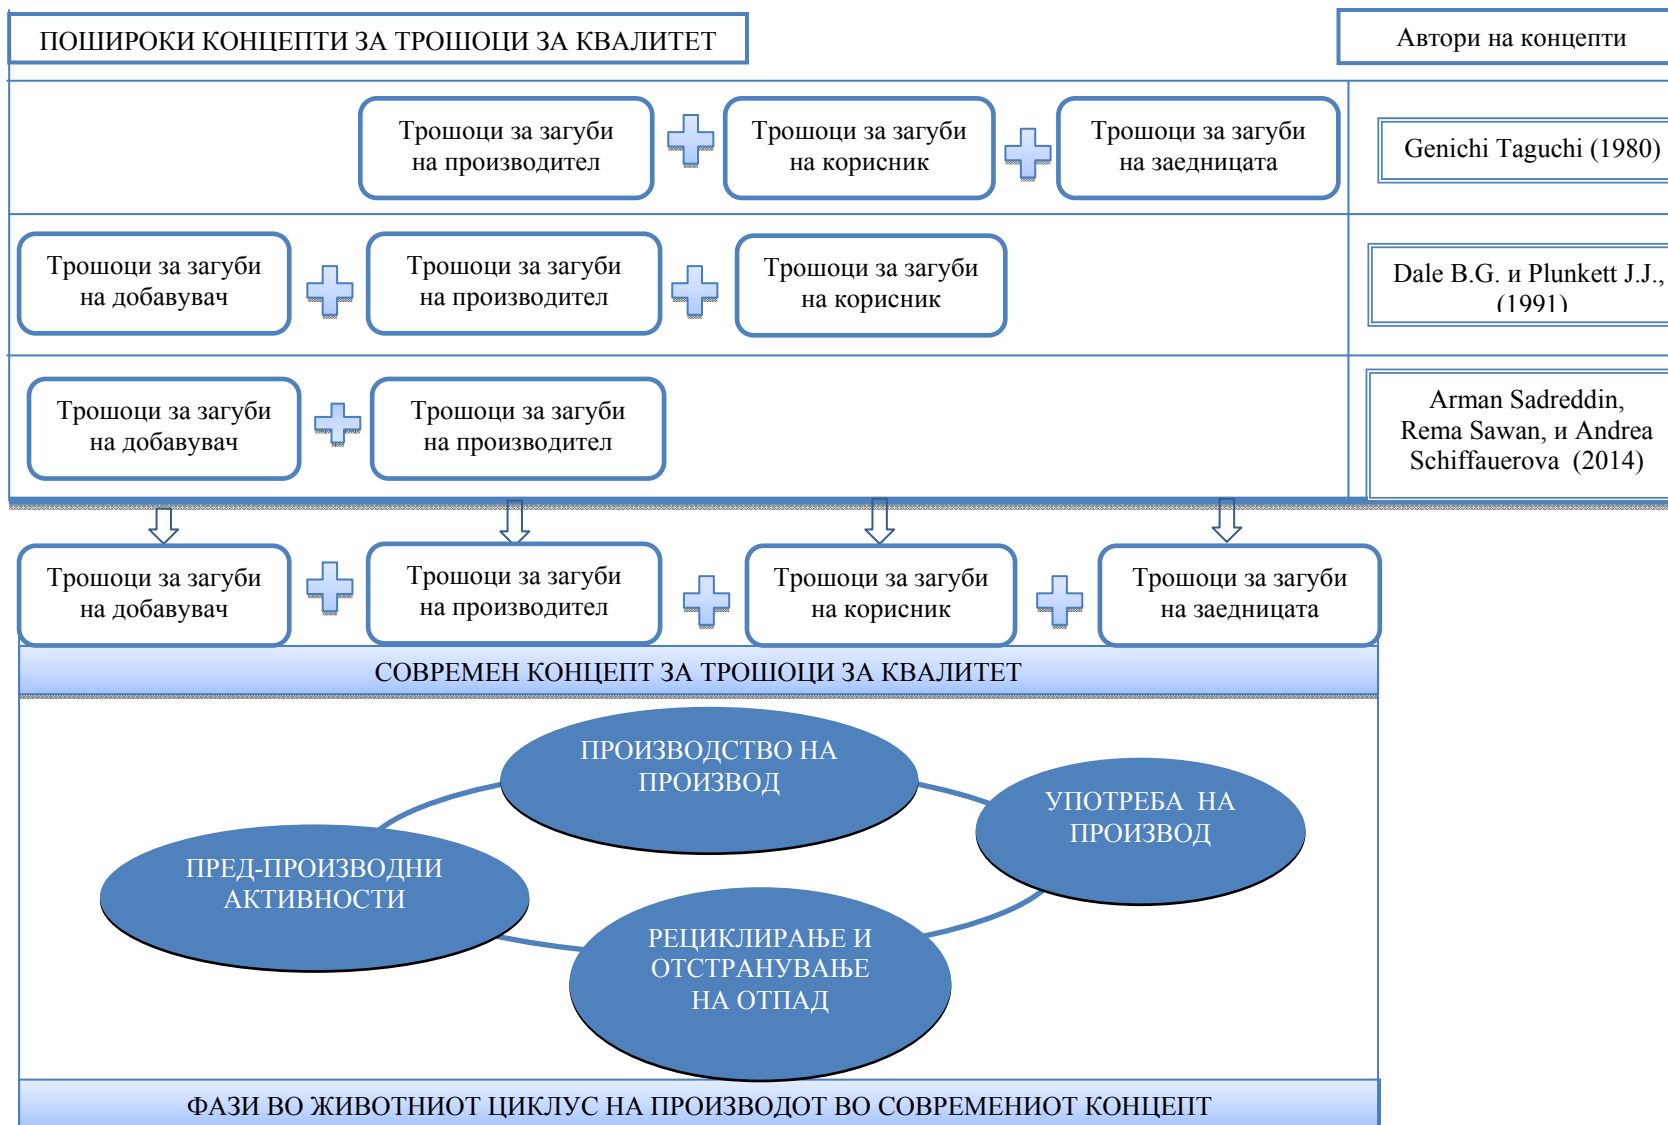 ПОШИРОКИ КОНЦЕПТИ ЗА ТРОШОЦИ ЗА КВАЛИТЕТ
Автори на концепти
Трошоци за загуби
на производител
Трошоци за загуби
на корисник
Трошоци за загуби
на заедницата
Genichi Taguchi (1980)
Трошоци за загуби
на добавувач
Трошоци за загуби
на производител
Трошоци за загуби
на корисник
Dale B.G. и Plunkett J.J.,
(1991)
Трошоци за загуби
на добавувач
Трошоци за загуби
на производител
Arman Sadreddin,
Rema Sawan, и Andrea
Schiffauerova (2014)
Трошоци за загуби
на добавувач
Трошоци за загуби
на производител
Трошоци за загуби
на корисник
Трошоци за загуби
на заедницата
СОВРЕМЕН КОНЦЕПТ ЗА ТРОШОЦИ ЗА КВАЛИТЕТ
ПРОИЗВОДСТВО НА
ПРОИЗВОД
УПОТРЕБА НА
ПРОИЗВОД
ПРЕД-ПРОИЗВОДНИ
АКТИВНОСТИ
РЕЦИКЛИРАЊЕ И
ОТСТРАНУВАЊЕ
НА ОТПАД
ФАЗИ ВО ЖИВОТНИОТ ЦИКЛУС НА ПРОИЗВОДОТ ВО СОВРЕМЕНИОТ КОНЦЕПТ